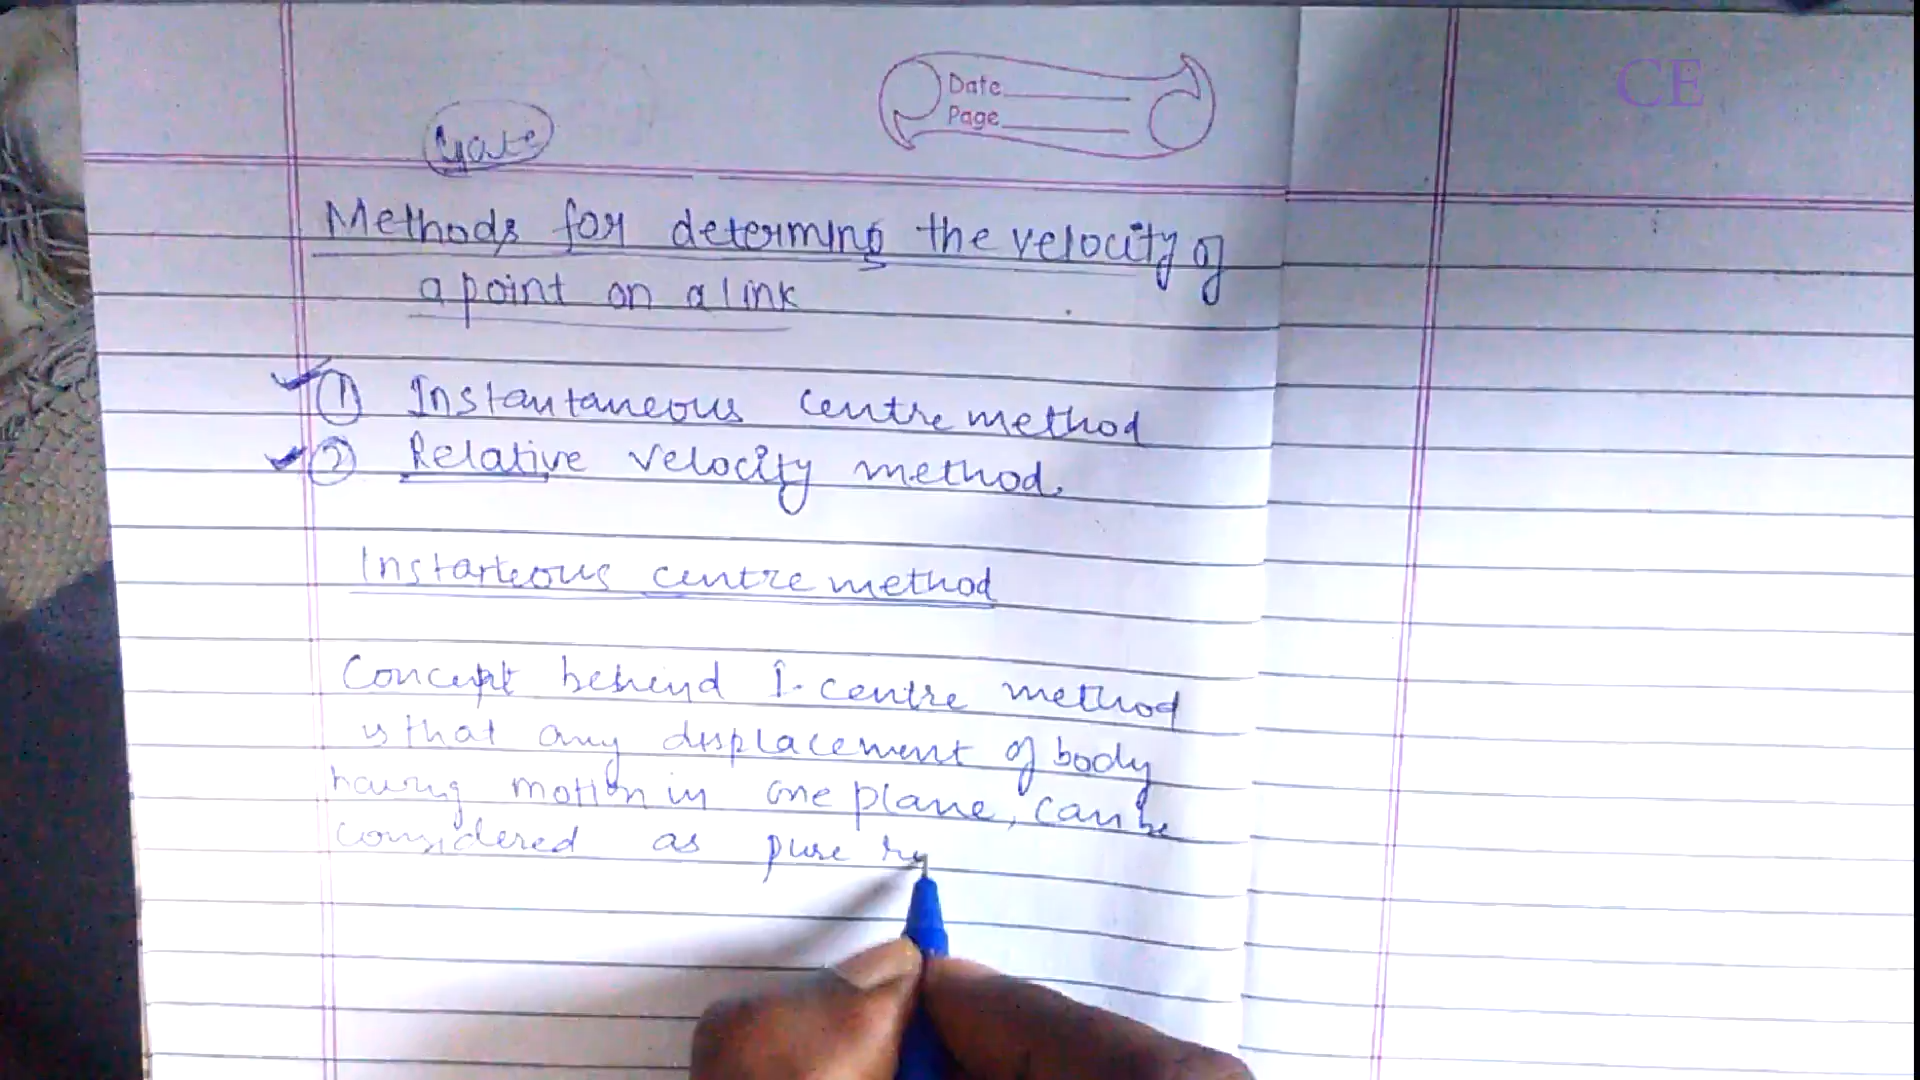 CE
Date
Page
Gate
Methods for determing the velocity of
a point on a link
① Instantaneous centre method
② Relative velocity method.
Instanteous centre method
Concept behind I-centre method
is that any displacement of body
having motion in one plane, can be
considered as pure